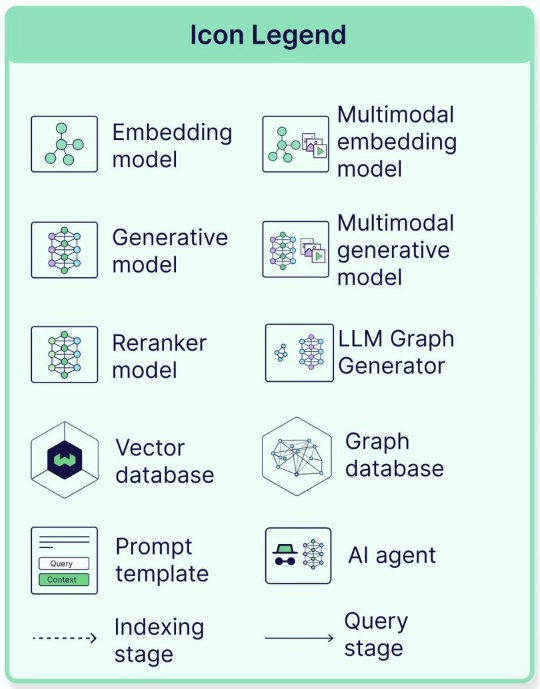 Icon Legend
Embedding
model
Multimodal
embedding
model
Generative
model
Multimodal
generative
model
Reranker
model
LLM Graph
Generator
Vector
database
Graph
database
Query
Context
Prompt
template
AI agent
Indexing
stage
Query
stage